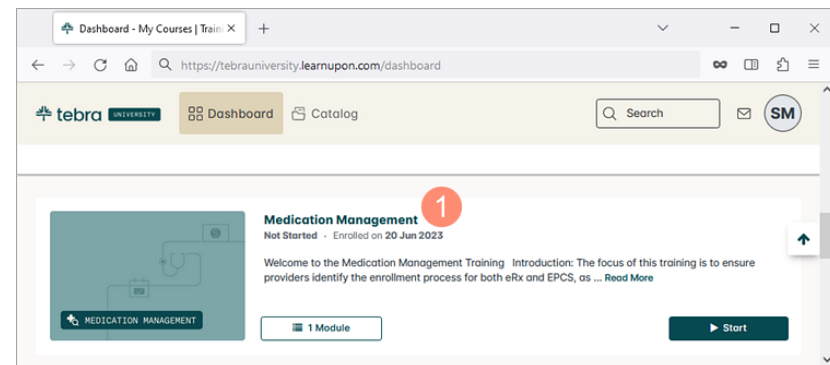 Dashboard - My Courses | Traini
https://tebrauniversity.learnupon.com/dashboard
tebra UNIVERSITY Dashboard Catalog Search SM
Medication Management 1
Not Started - Enrolled on 20 Jun 2023
Welcome to the Medication Management Training Introduction: The focus of this training is to ensure
providers identify the enrollment process for both eRx and EPCS, as ... Read More
MEDICATION MANAGEMENT 1 Module Start